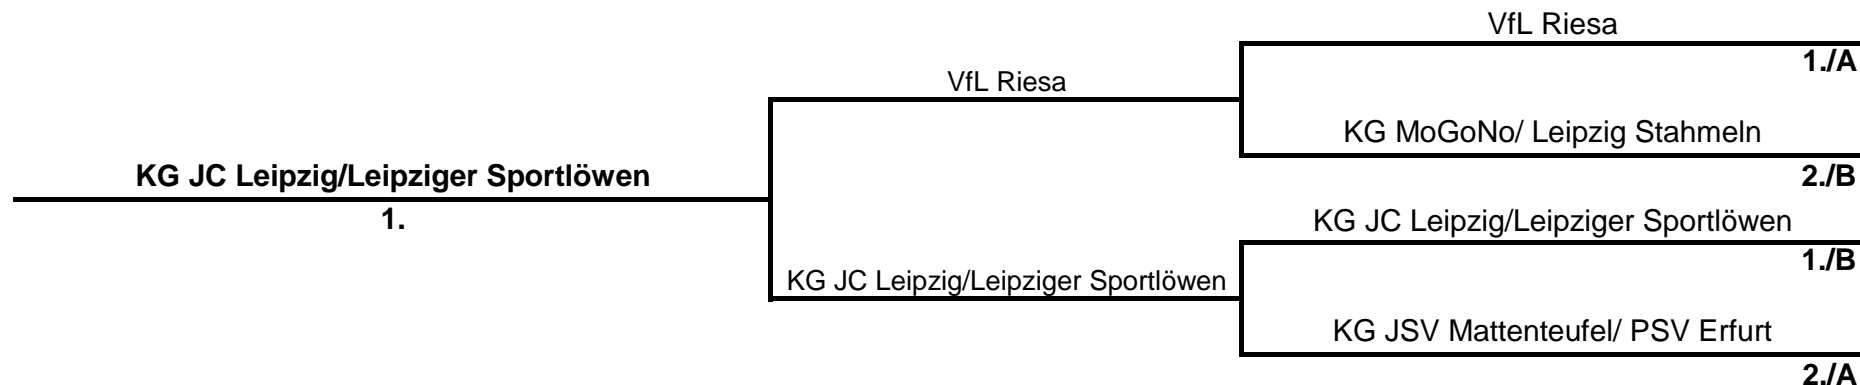 VfL Riesa
1./A
VfL Riesa
KG MoGoNo/ Leipzig Stahmeln
KG JC Leipzig/Leipziger Sportlöwen
2./B
1.
KG JC Leipzig/Leipziger Sportlöwen
1./B
KG JC Leipzig/Leipziger Sportlöwen
KG JSV Mattenteufel/ PSV Erfurt
2./A